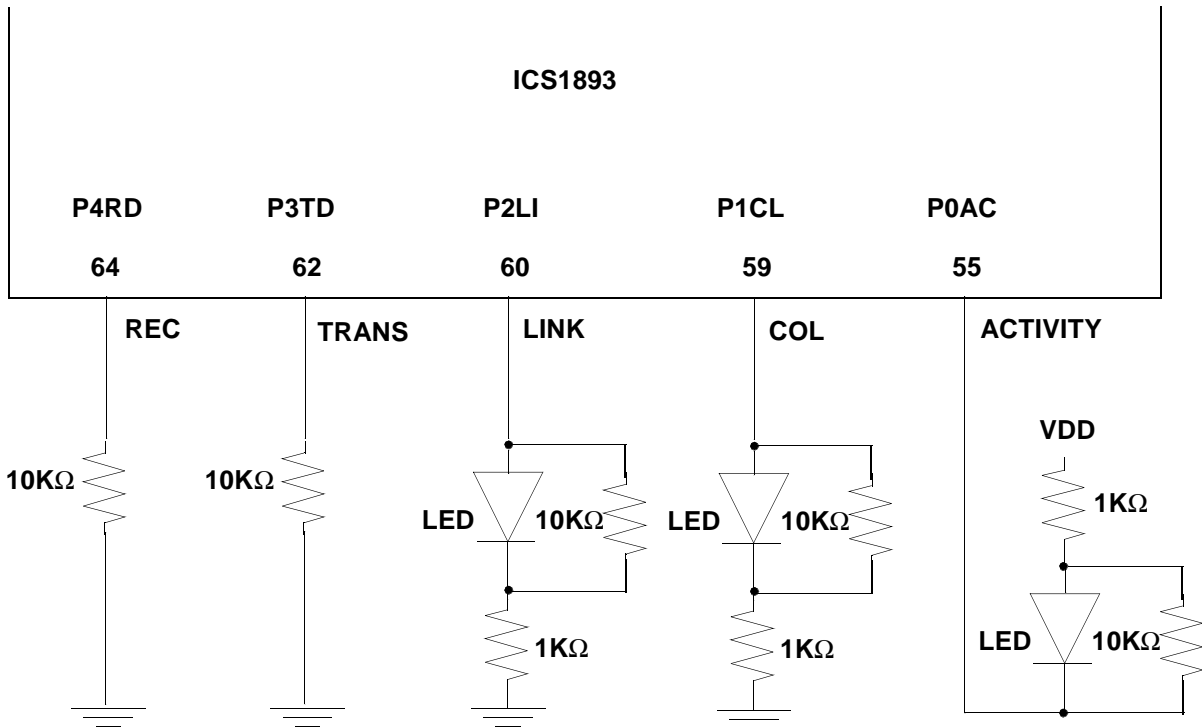 ICS1893
P4RD P3TD P2LI P1CL P0AC
64 62 60 59 55
REC TRANS LINK COL ACTIVITY
VDD
10KΩ 10KΩ 1KΩ
LED 10KΩ LED 10KΩ
1KΩ 1KΩ LED 10KΩ